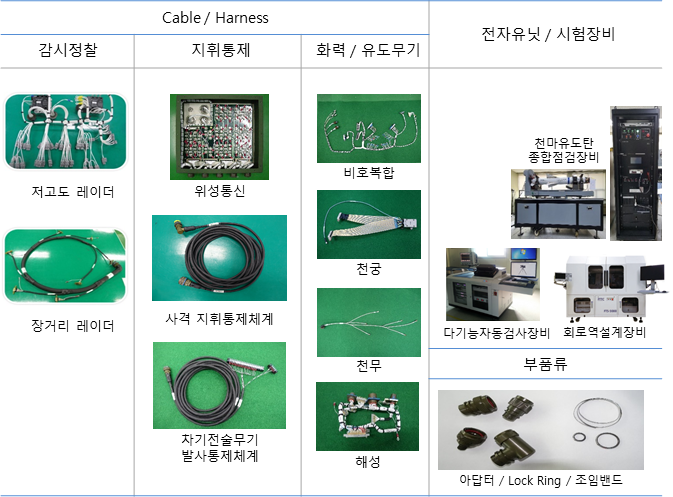 Cable / Harness
전자유닛 / 시험장비
감시정찰
지휘통제
화력 / 유도무기
저고도 레이더
장거리 레이더
위성통신
사격 지휘통제체계
자기전술무기
발사통제체계
비호복합
천궁
천무
해성
천마유도탄
종합점검장비
다기능자동검사장비
회로역설계장비
부품류
아답터 / Lock Ring / 조임밴드